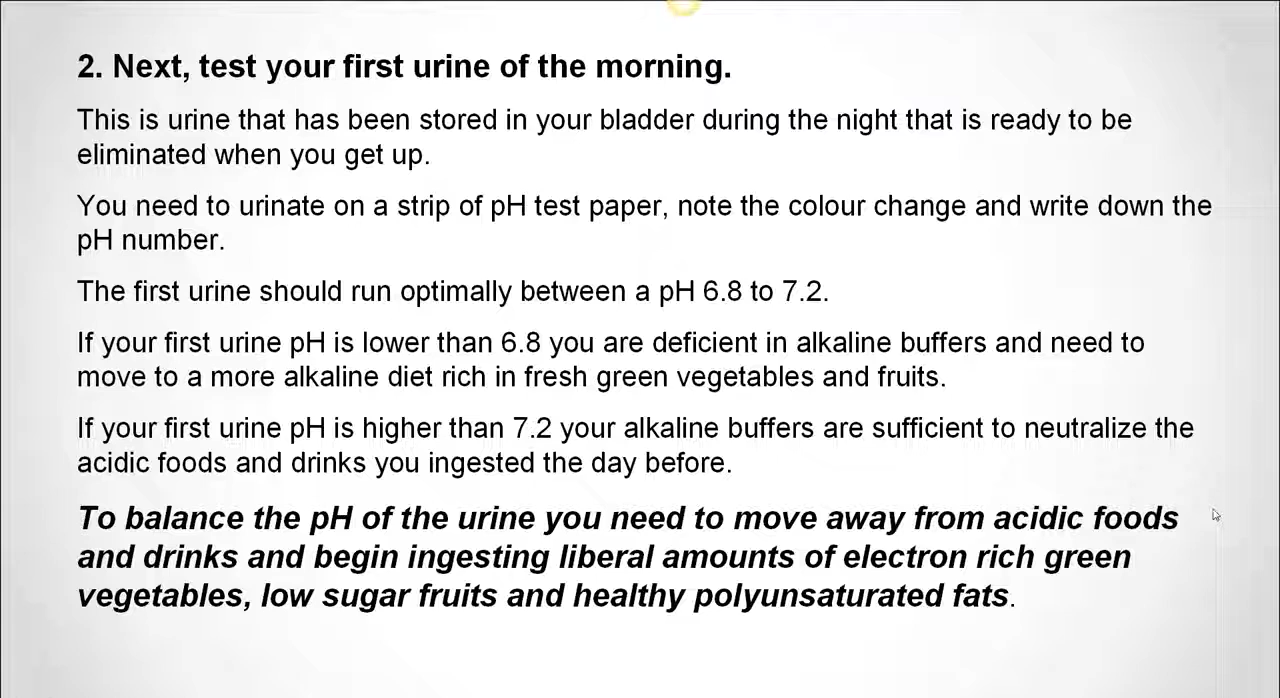 2. Next, test your first urine of the morning.
This is urine that has been stored in your bladder during the night that is ready to be
eliminated when you get up.
You need to urinate on a strip of pH test paper, note the colour change and write down the
pH number.
The first urine should run optimally between a pH 6.8 to 7.2.
If your first urine pH is lower than 6.8 you are deficient in alkaline buffers and need to
move to a more alkaline diet rich in fresh green vegetables and fruits.
If your first urine pH is higher than 7.2 your alkaline buffers are sufficient to neutralize the
acidic foods and drinks you ingested the day before.
To balance the pH of the urine you need to move away from acidic foods
and drinks and begin ingesting liberal amounts of electron rich green
vegetables, low sugar fruits and healthy polyunsaturated fats.